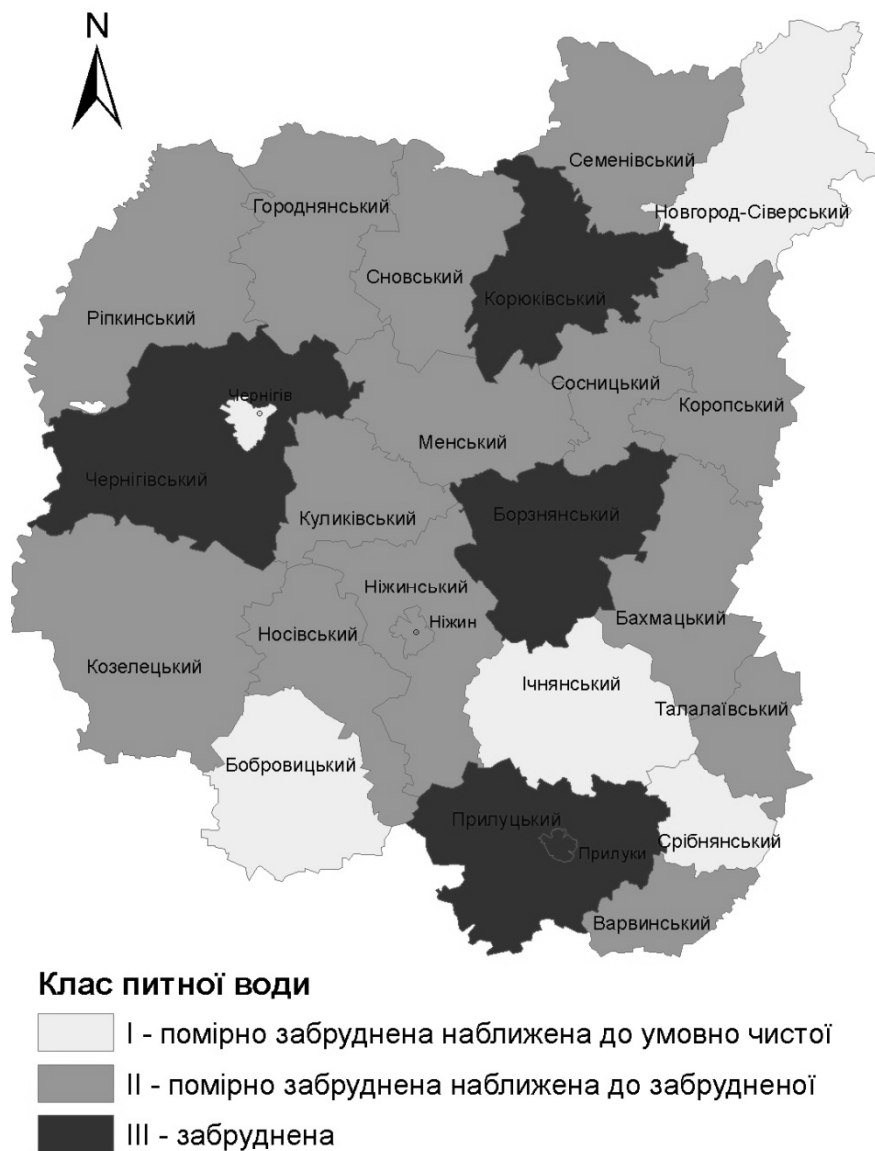 N
Семенівський
Новгород-Сіверський
Городнянський
Сновський
Корюківський
Ріпкинський
Сосницький
Чернігів
Коропський
Менський
Чернігівський
Куликівський
Борзнянський
Ніжинський
Ніжин
Бахмацький
Носівський
Козелецький
Ічнянський
Талалаївський
Бобровицький
Прилуцький
Срібнянський
Прилуки
Варвинський
Клас питної води
I - помірно забруднена наближена до умовно чистої
II - помірно забруднена наближена до забрудненої
III - забруднена